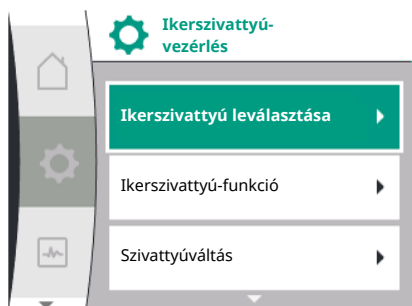 Ikerszivattyú-
vezérlés
Ikerszivattyú leválasztása
Ikerszivattyú-funkció
Szivattyúváltás